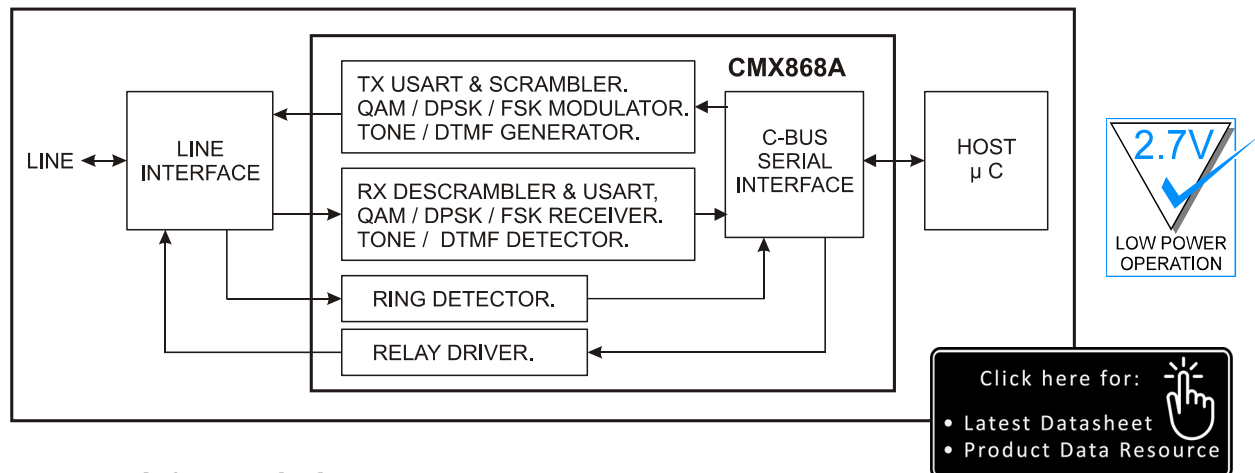 CMX868A
TX USART & SCRAMBLER.
QAM / DPSK / FSK MODULATOR.
TONE / DTMF GENERATOR.
LINE
LINE
INTERFACE
C-BUS
SERIAL
INTERFACE
HOST
µ C
RX DESCRAMBLER & USART,
QAM / DPSK / FSK RECEIVER.
TONE / DTMF DETECTOR.
RING DETECTOR.
RELAY DRIVER.
2.7V
LOW POWER
OPERATION
Click here for:
• Latest Datasheet
• Product Data Resource